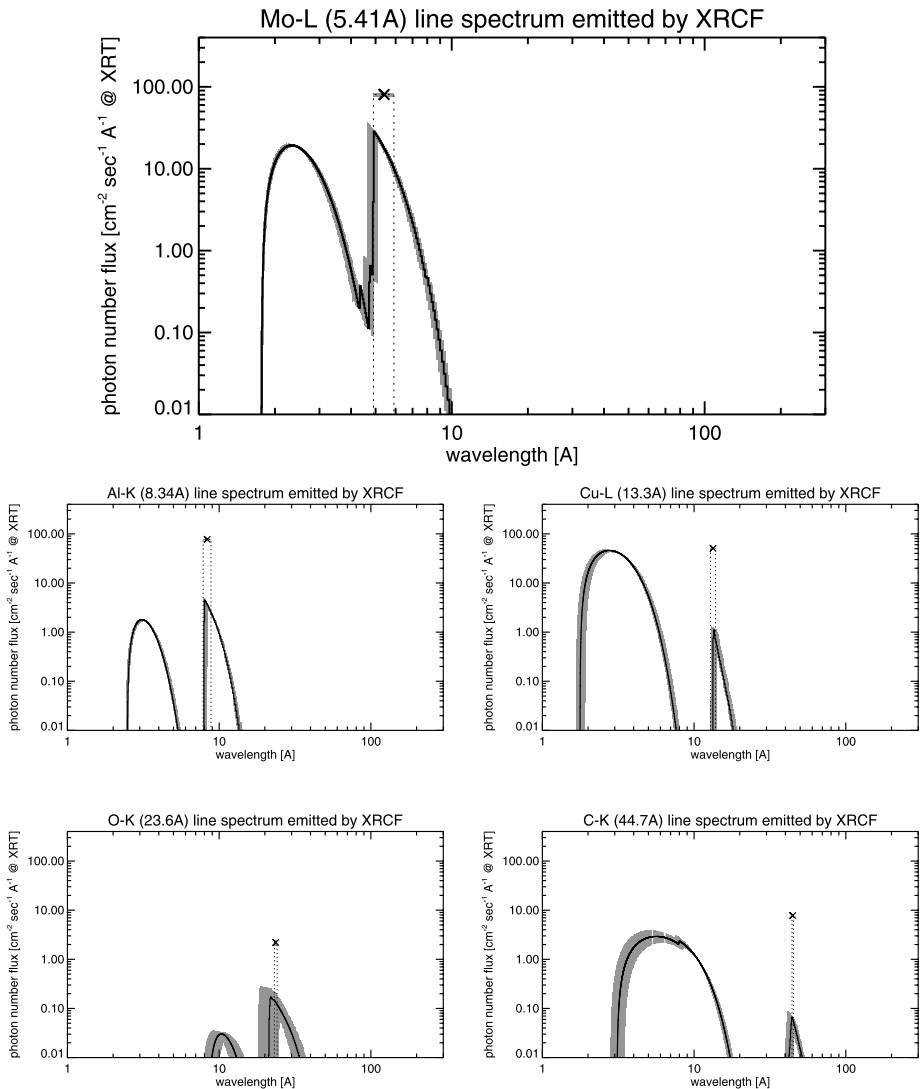 Mo-L (5.41A) line spectrum emitted by XRCF
photon number flux [cm-2 sec-1 A-1 @ XRT]
100.00
10.00
1.00
0.10
0.01
1
10
100
wavelength [A]
Al-K (8.34A) line spectrum emitted by XRCF
photon number flux [cm-2 sec-1 A-1 @ XRT]
100.00
10.00
1.00
0.10
0.01
1
10
100
wavelength [A]
Cu-L (13.3A) line spectrum emitted by XRCF
photon number flux [cm-2 sec-1 A-1 @ XRT]
100.00
10.00
1.00
0.10
0.01
1
10
100
wavelength [A]
O-K (23.6A) line spectrum emitted by XRCF
photon number flux [cm-2 sec-1 A-1 @ XRT]
100.00
10.00
1.00
0.10
0.01
1
10
100
wavelength [A]
C-K (44.7A) line spectrum emitted by XRCF
photon number flux [cm-2 sec-1 A-1 @ XRT]
100.00
10.00
1.00
0.10
0.01
1
10
100
wavelength [A]